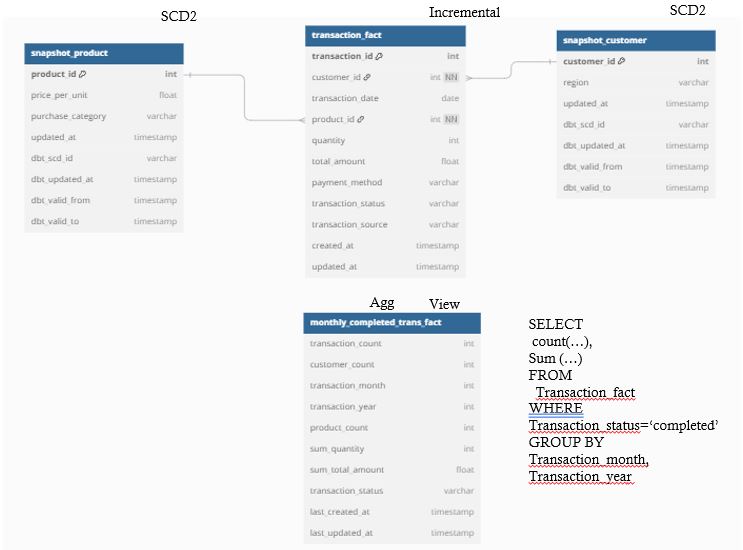 SCD2
Incremental
SCD2
snapshot_product
product_id int
price_per_unit float
purchase_category varchar
updated_at timestamp
dbt_scd_id varchar
dbt_updated_at timestamp
dbt_valid_from timestamp
dbt_valid_to timestamp
transaction_fact
transaction_id int
customer_id int NN
transaction_date date
product_id int NN
quantity int
total_amount float
payment_method varchar
transaction_status varchar
transaction_source varchar
created_at timestamp
updated_at timestamp
snapshot_customer
customer_id int
region varchar
updated_at timestamp
dbt_scd_id varchar
dbt_updated_at timestamp
dbt_valid_from timestamp
dbt_valid_to timestamp
Agg View
monthly_completed_trans_fact
transaction_count int
customer_count int
transaction_month int
transaction_year int
product_count int
sum_quantity int
sum_total_amount float
transaction_status varchar
last_created_at timestamp
last_updated_at timestamp
SELECT
count(…),
Sum (…)
FROM
Transaction_fact
WHERE
Transaction_status=‘completed’
GROUP BY
Transaction_month,
Transaction_year